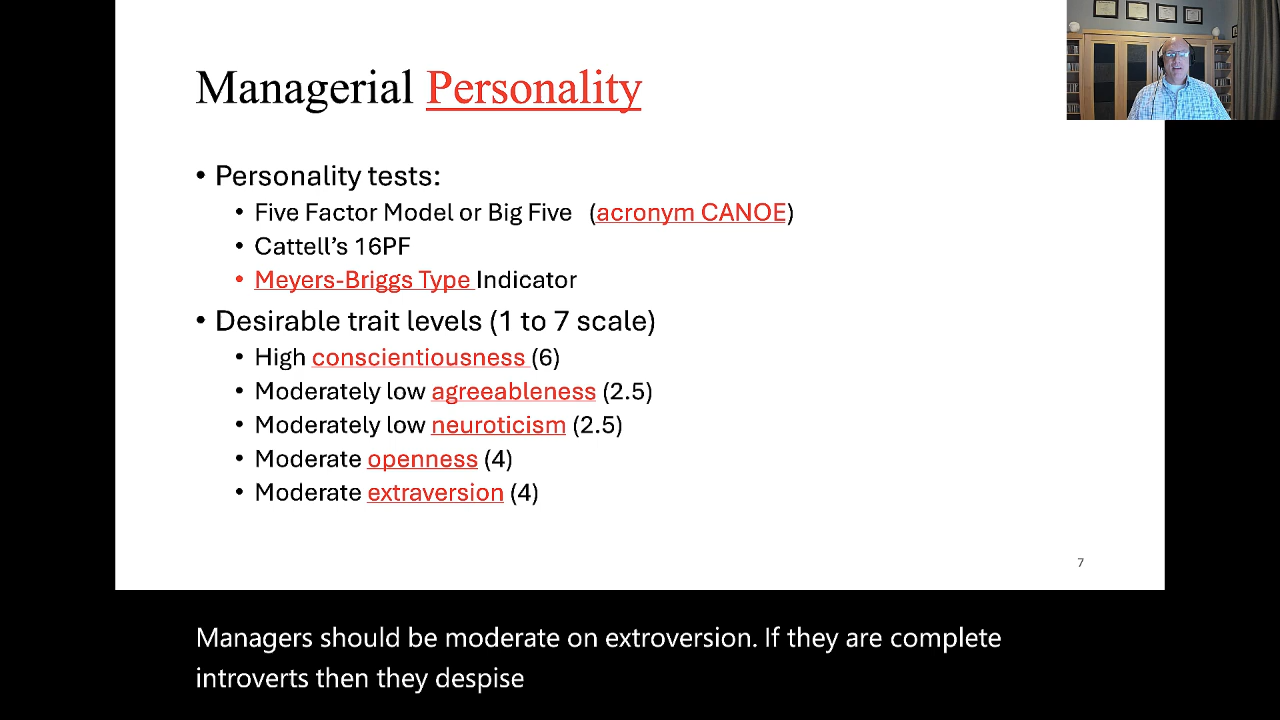 Managerial Personality
• Personality tests:
• Five Factor Model or Big Five (acronym CANOE)
• Cattell’s 16PF
• Meyers-Briggs Type Indicator
• Desirable trait levels (1 to 7 scale)
• High conscientiousness (6)
• Moderately low agreeableness (2.5)
• Moderately low neuroticism (2.5)
• Moderate openness (4)
• Moderate extraversion (4)
7
Managers should be moderate on extroversion. If they are complete
introverts then they despise